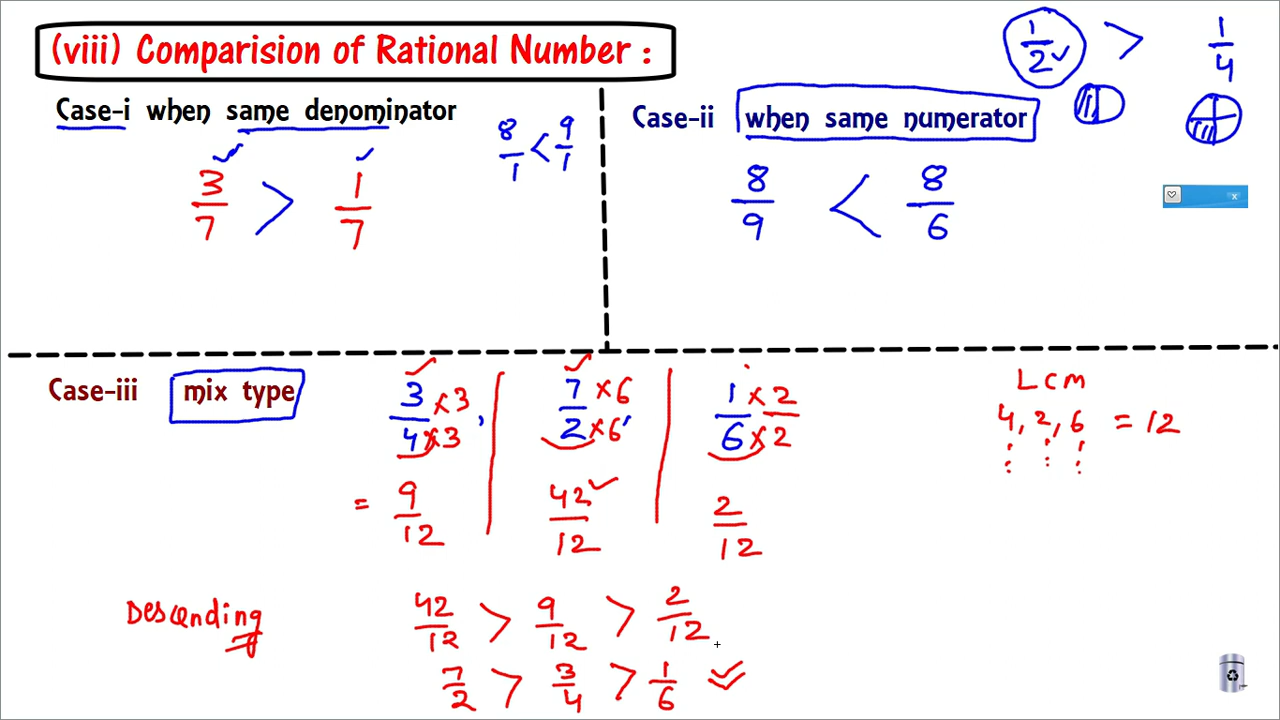 (viii) Comparision of Rational Number :
1/2 > 1/4
Case-i when same denominator
8/1 < 9/1
3/7 > 1/7
Case-ii when same numerator
8/9 < 8/6
Case-iii mix type
3×3/4×3, 7×6/2×6, 1×2/6×2
LCM
4, 2, 6 = 12
= 9/12 42/12 2/12
Descending
42/12 > 9/12 > 2/12
7/2 > 3/4 > 1/6